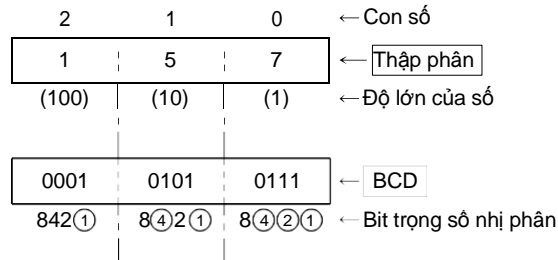 2 1 0 ← Con số
1 5 7 ← Thập phân
(100) (10) (1) ← Độ lớn của số
0001 0101 0111 ← BCD
842① 8④2① 8④②① ← Bit trọng số nhị phân